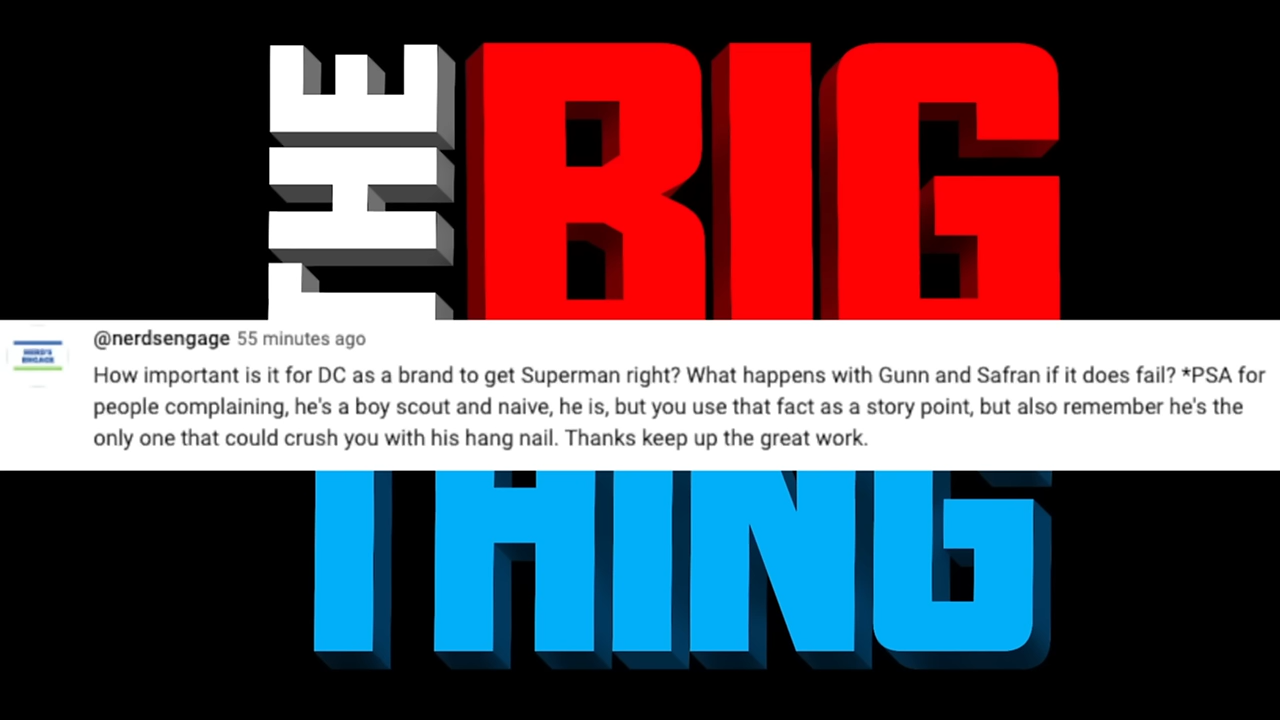 THE BIG
@nerdsengage 55 minutes ago
How important is it for DC as a brand to get Superman right? What happens with Gunn and Safran if it does fail? *PSA for
people complaining, he's a boy scout and naive, he is, but you use that fact as a story point, but also remember he's the
only one that could crush you with his hang nail. Thanks keep up the great work.
THING